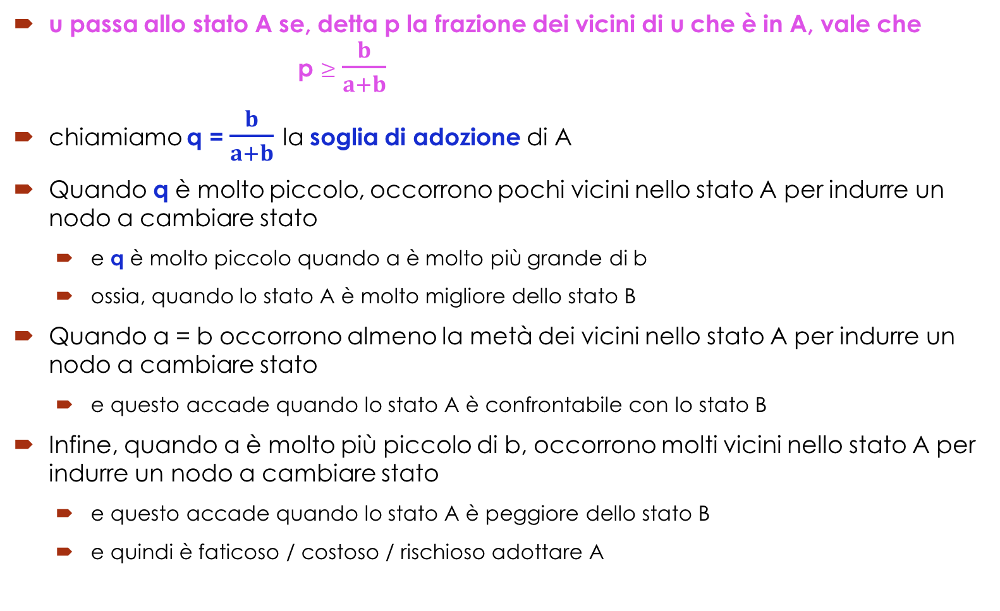 u passa allo stato A se, detta p la frazione dei vicini di u che è in A, vale che
p ≥ b/(a+b)
chiamiamo q = b/(a+b) la soglia di adozione di A
Quando q è molto piccolo, occorrono pochi vicini nello stato A per indurre un
nodo a cambiare stato
e q è molto piccolo quando a è molto più grande di b
ossia, quando lo stato A è molto migliore dello stato B
Quando a = b occorrono almeno la metà dei vicini nello stato A per indurre un
nodo a cambiare stato
e questo accade quando lo stato A è confrontabile con lo stato B
Infine, quando a è molto più piccolo di b, occorrono molti vicini nello stato A per
indurre un nodo a cambiare stato
e questo accade quando lo stato A è peggiore dello stato B
e quindi è faticoso / costoso / rischioso adottare A